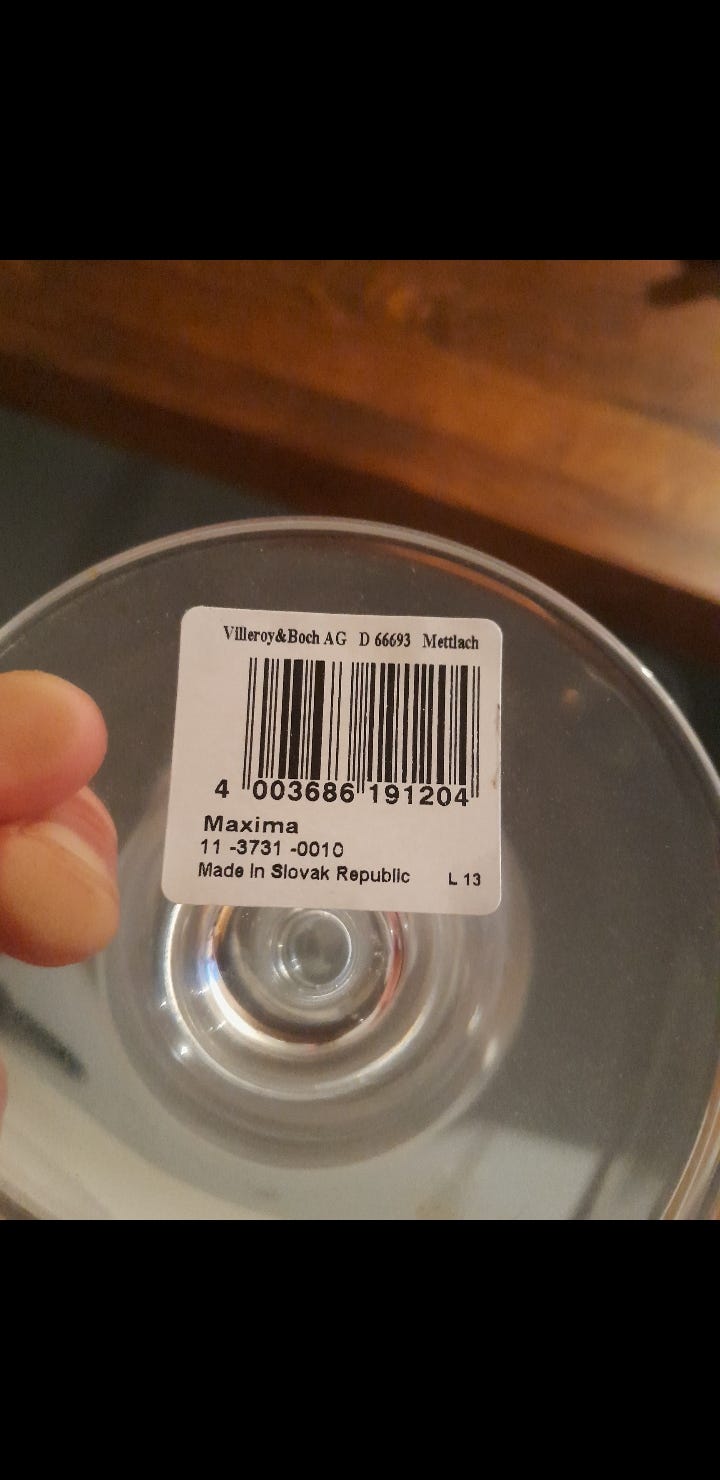 Villeroy&Boch AG D 66693 Mettlach
4 003686 191204
Maxima
11 -3731 -0010
Made in Slovak Republic L 13